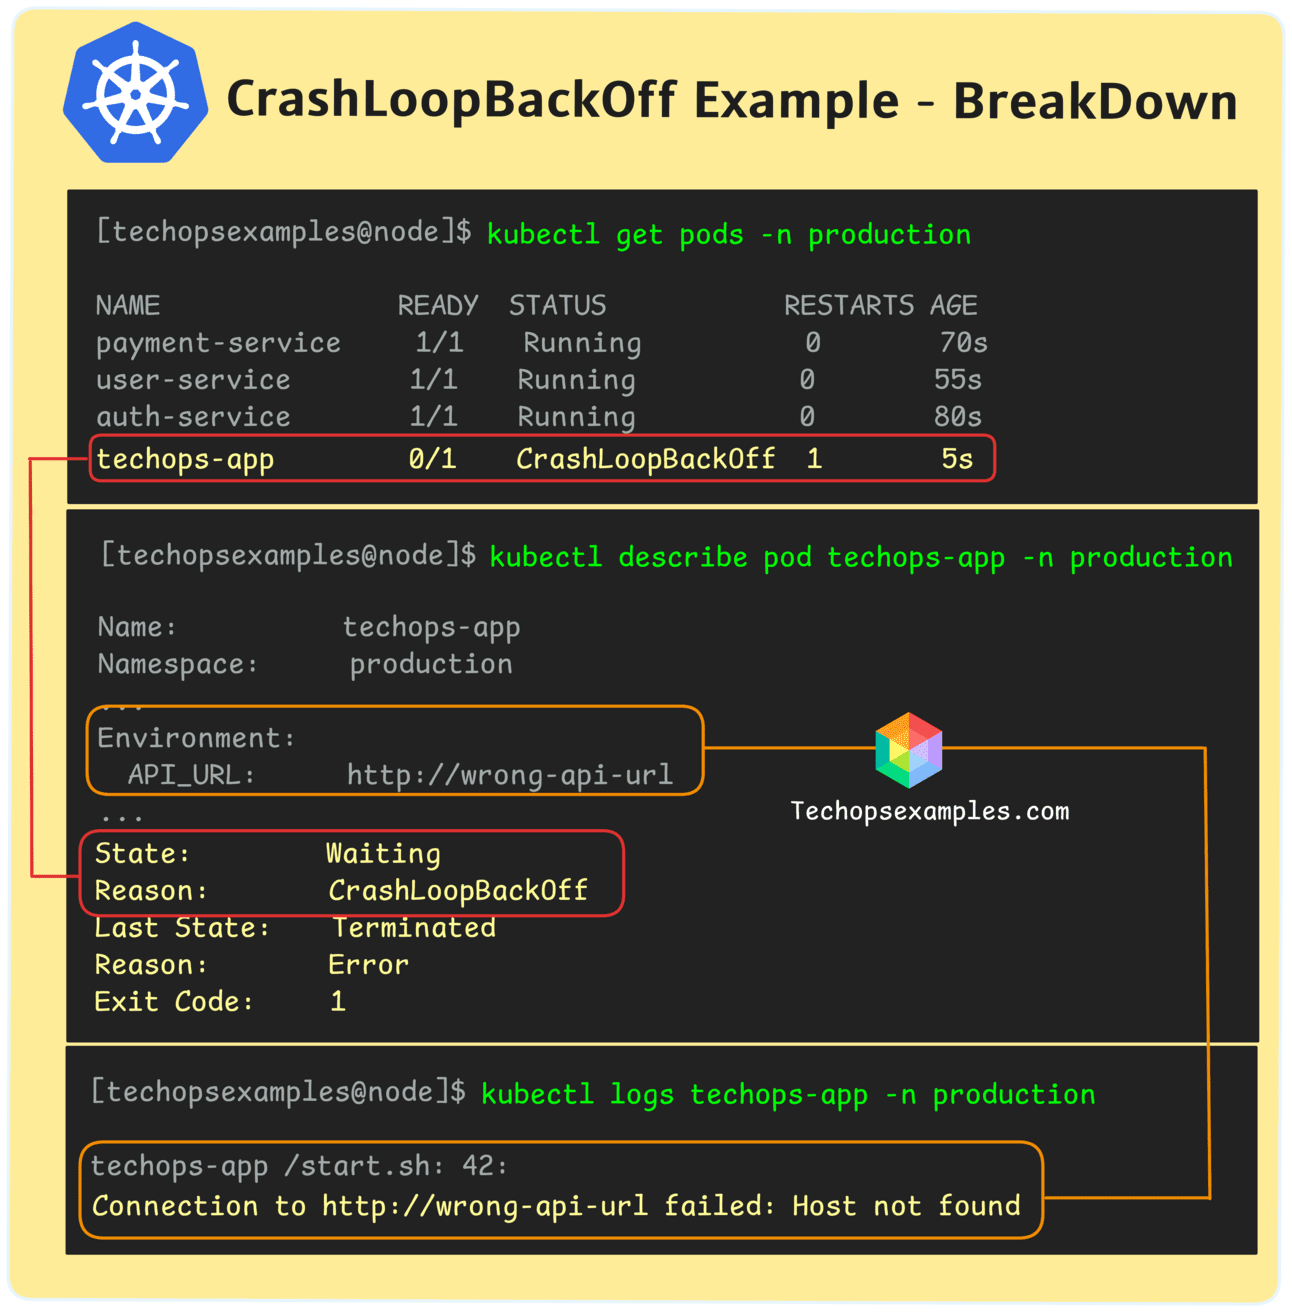 CrashLoopBackOff Example - BreakDown
[techopsexamples@node]$ kubectl get pods -n production
NAME READY STATUS RESTARTS AGE
payment-service 1/1 Running 0 70s
user-service 1/1 Running 0 55s
auth-service 1/1 Running 0 80s
techops-app 0/1 CrashLoopBackOff 1 5s
[techopsexamples@node]$ kubectl describe pod techops-app -n production
Name: techops-app
Namespace: production
...
Environment:
API_URL: http://wrong-api-url
...
Techopsexamples.com
State: Waiting
Reason: CrashLoopBackOff
Last State: Terminated
Reason: Error
Exit Code: 1
[techopsexamples@node]$ kubectl logs techops-app -n production
techops-app /start.sh: 42:
Connection to http://wrong-api-url failed: Host not found